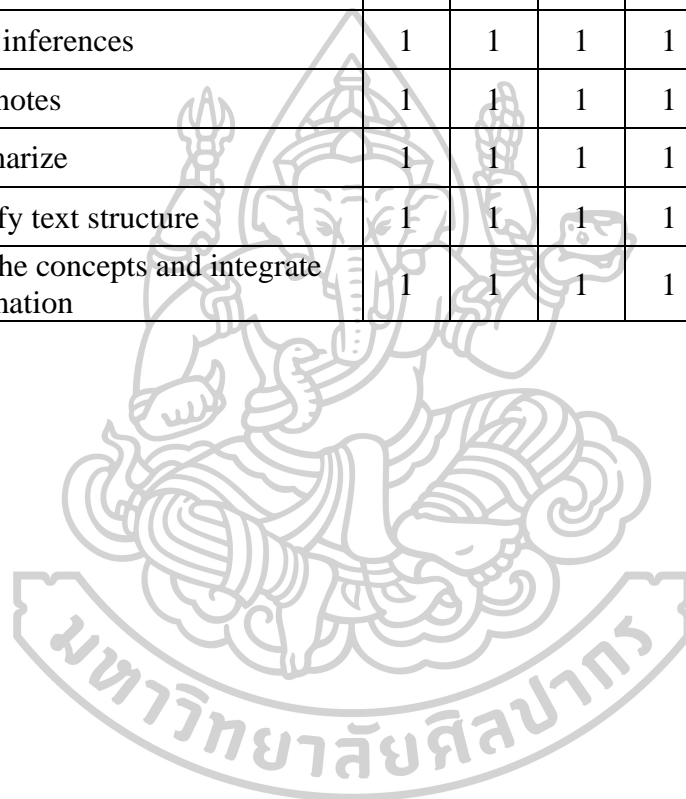 inferences 1 1 1 1
notes 1 1 1 1
narize 1 1 1 1
fy text structure 1 1 1 1
he concepts and integrate
nation 1 1 1 1
มหาวิทยาลัยศิลปากร